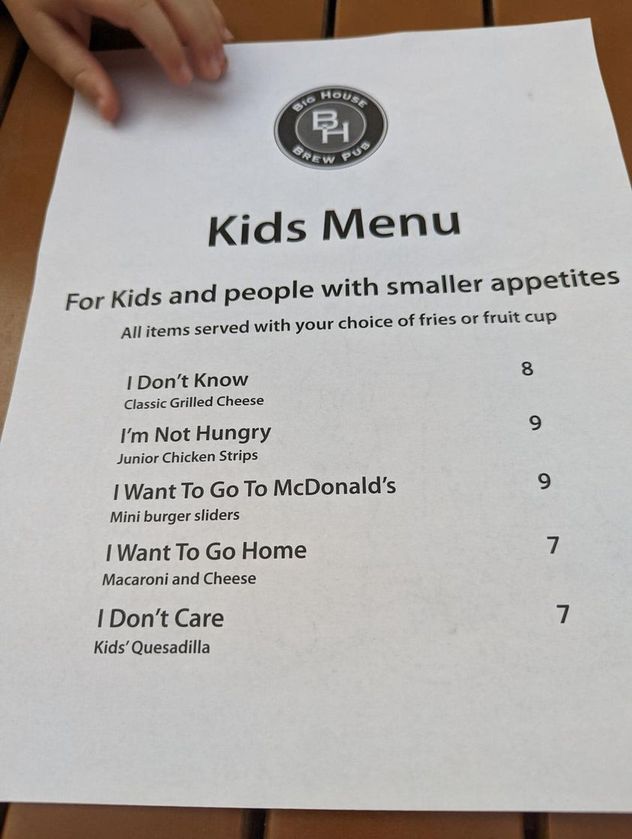 BIG HOUSE
BH
BREW PUB
Kids Menu
For Kids and people with smaller appetites
All items served with your choice of fries or fruit cup
I Don't Know 8
Classic Grilled Cheese
I'm Not Hungry 9
Junior Chicken Strips
I Want To Go To McDonald's 9
Mini burger sliders
I Want To Go Home 7
Macaroni and Cheese
I Don't Care 7
Kids' Quesadilla